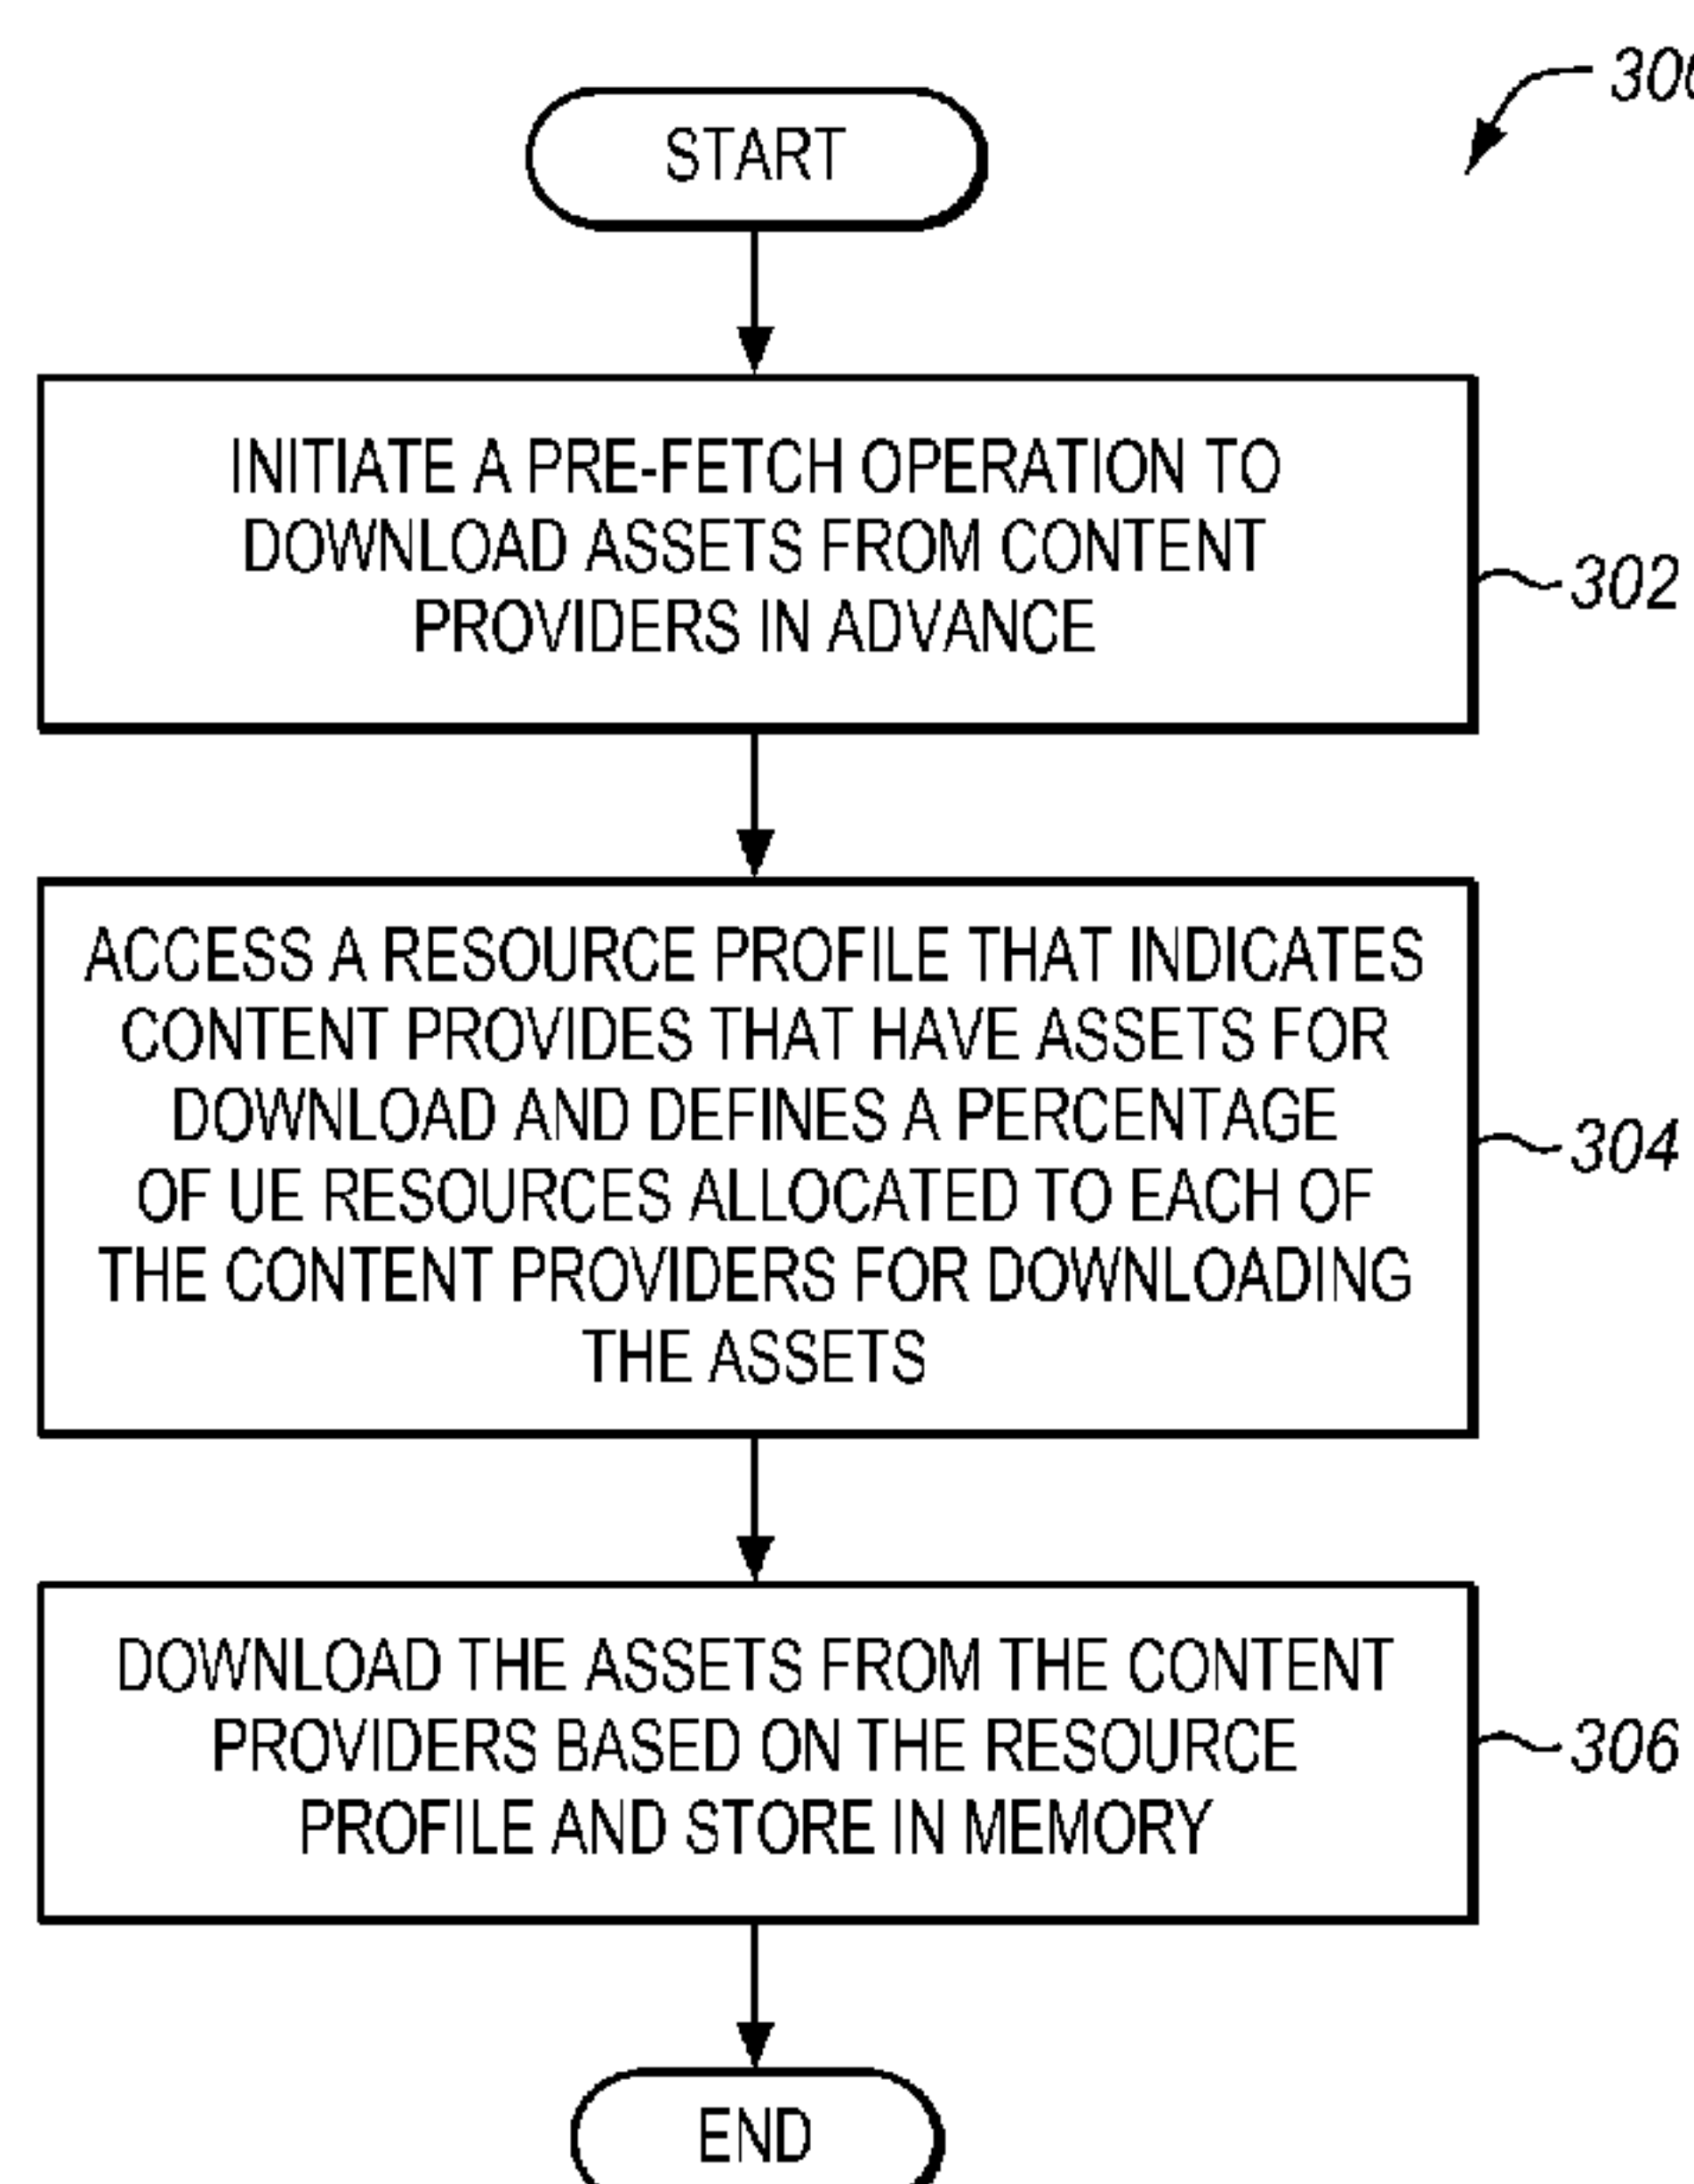 300
START
INITIATE A PRE-FETCH OPERATION TO
DOWNLOAD ASSETS FROM CONTENT
PROVIDERS IN ADVANCE
302
ACCESS A RESOURCE PROFILE THAT INDICATES
CONTENT PROVIDES THAT HAVE ASSETS FOR
DOWNLOAD AND DEFINES A PERCENTAGE
OF UE RESOURCES ALLOCATED TO EACH OF
THE CONTENT PROVIDERS FOR DOWNLOADING
THE ASSETS
304
DOWNLOAD THE ASSETS FROM THE CONTENT
PROVIDERS BASED ON THE RESOURCE
PROFILE AND STORE IN MEMORY
306
END